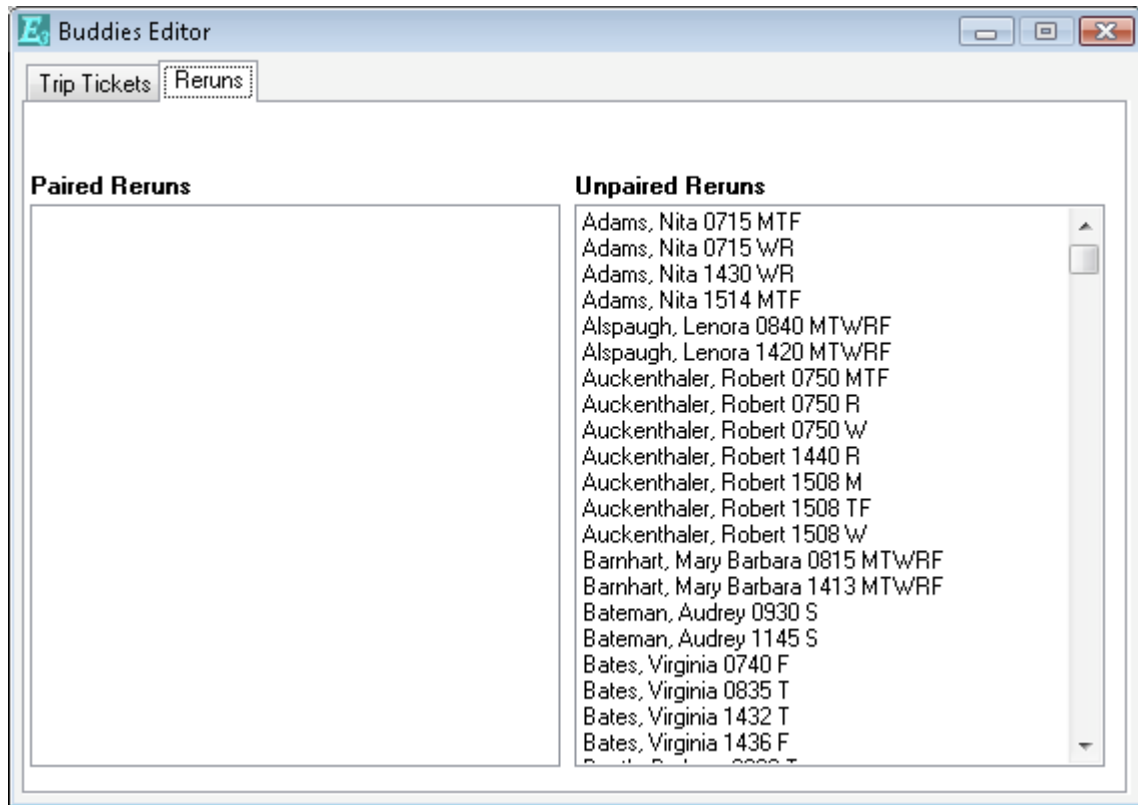 E3 Buddies Editor
Trip Tickets Reruns
Paired Reruns
Unpaired Reruns
Adams, Nita 0715 MTF
Adams, Nita 0715 WR
Adams, Nita 1430 WR
Adams, Nita 1514 MTF
Alspaugh, Lenora 0840 MTWRF
Alspaugh, Lenora 1420 MTWRF
Auckenthaler, Robert 0750 MTF
Auckenthaler, Robert 0750 R
Auckenthaler, Robert 0750 W
Auckenthaler, Robert 1440 R
Auckenthaler, Robert 1508 M
Auckenthaler, Robert 1508 TF
Auckenthaler, Robert 1508 W
Barnhart, Mary Barbara 0815 MTWRF
Barnhart, Mary Barbara 1413 MTWRF
Bateman, Audrey 0930 S
Bateman, Audrey 1145 S
Bates, Virginia 0740 F
Bates, Virginia 0835 T
Bates, Virginia 1432 T
Bates, Virginia 1436 F